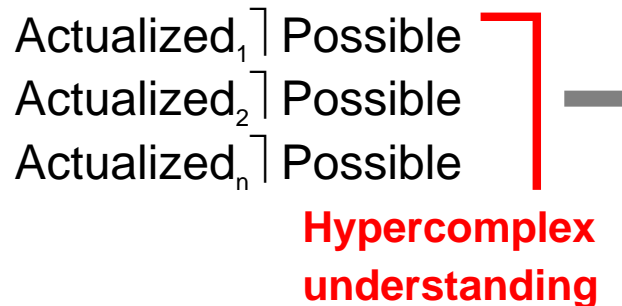 Actualized₁⏋ Possible
Actualized₂⏋ Possible
Actualizedₙ⏋ Possible
Hypercomplex
understanding